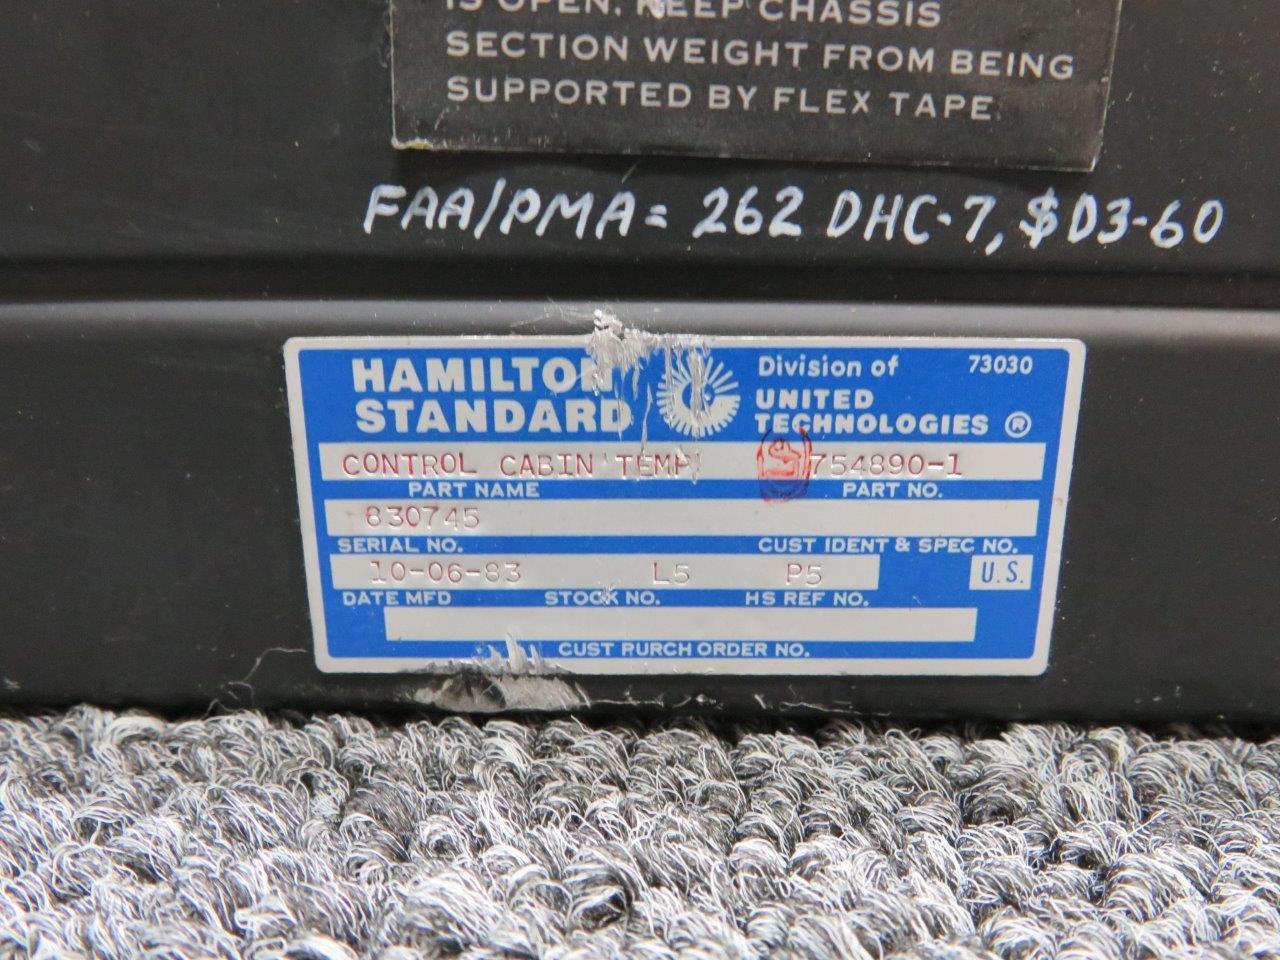 IS OPEN. KEEP CHASSIS
SECTION WEIGHT FROM BEING
SUPPORTED BY FLEX TAPE
FAA/PMA = 262 DHC-7, $D3-60
HAMILTON STANDARD
Division of 73030
UNITED TECHNOLOGIES ®
CONTROL CABIN TEMP 754890-1
PART NAME PART NO.
830745
SERIAL NO. CUST IDENT & SPEC NO.
10-06-83 L5 P5 U.S.
DATE MFD STOCK NO. HS REF NO.
CUST PURCH ORDER NO.